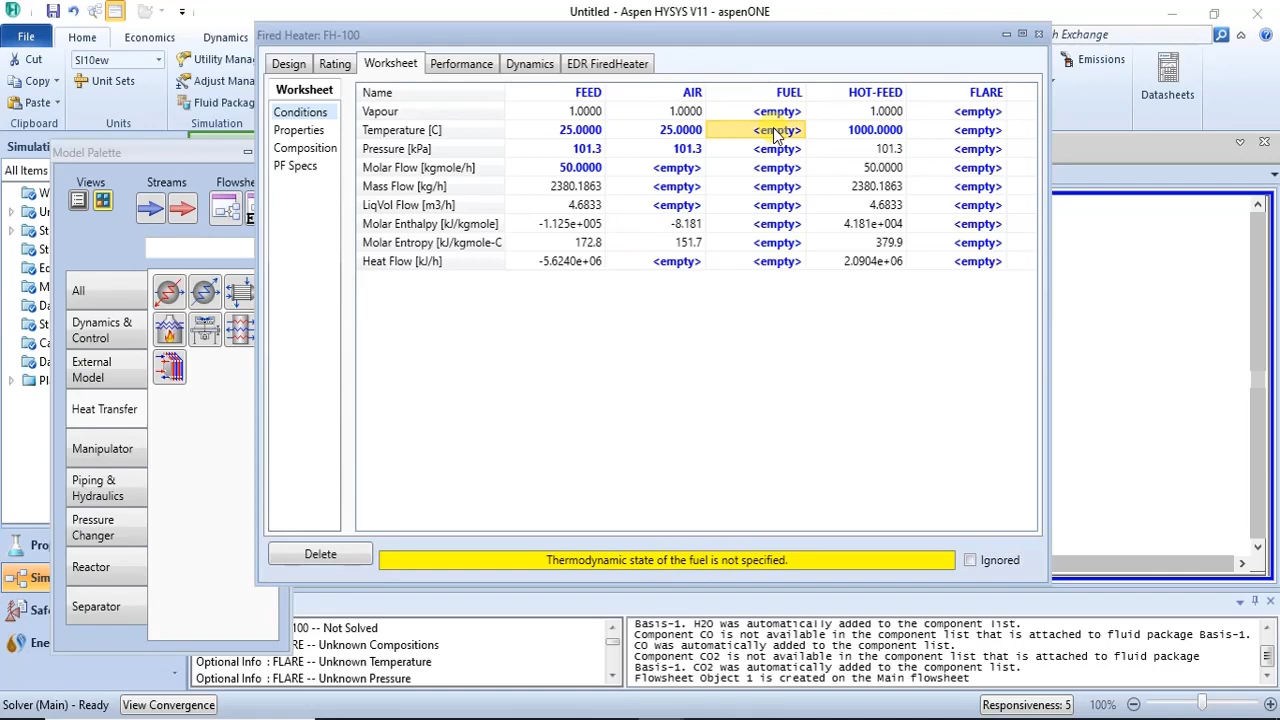 Untitled - Aspen HYSYS V11 - aspenONE
File
Home
Economics
Dynamics
Exchange
Cut
Copy
Paste
Clipboard
SI10ew
Unit Sets
Units
Utility Mana
Adjust Mana
Fluid Packag
Simulation
Emissions
Datasheets
Fired Heater: FH-100
Design
Rating
Worksheet
Performance
Dynamics
EDR FiredHeater
Worksheet
Conditions
Properties
Composition
PF Specs
Name FEED AIR FUEL HOT-FEED FLARE
Vapour 1.0000 1.0000 <empty> 1.0000 <empty>
Temperature [C] 25.0000 25.0000 <empty> 1000.0000 <empty>
Pressure [kPa] 101.3 101.3 <empty> 101.3 <empty>
Molar Flow [kgmole/h] 50.0000 <empty> <empty> 50.0000 <empty>
Mass Flow [kg/h] 2380.1863 <empty> <empty> 2380.1863 <empty>
LiqVol Flow [m3/h] 4.6833 <empty> <empty> 4.6833 <empty>
Molar Enthalpy [kJ/kgmole] -1.125e+005 -8.181 <empty> 4.181e+004 <empty>
Molar Entropy [kJ/kgmole-C 172.8 151.7 <empty> 379.9 <empty>
Heat Flow [kJ/h] -5.6240e+06 <empty> <empty> 2.0904e+06 <empty>
Delete
Thermodynamic state of the fuel is not specified.
Ignored
Simulati
All Items
Model Palette
Views
Streams
Flowshe
All
Dynamics &
Control
External
Model
Heat Transfer
Manipulator
Piping &
Hydraulics
Pressure
Changer
Reactor
Separator
Prop
Sim
Safe
Ene
FH-100 -- Not Solved
Optional Info : FLARE -- Unknown Compositions
Optional Info : FLARE -- Unknown Temperature
Optional Info : FLARE -- Unknown Pressure
Basis-1. H2O was automatically added to the component list.
Component CO is not available in the component list that is attached to fluid package Basis-1.
CO was automatically added to the component list.
Component CO2 is not available in the component list that is attached to fluid package
Basis-1. CO2 was automatically added to the component list.
Flowsheet Object 1 is created on the Main flowsheet
Solver (Main) - Ready
View Convergence
Responsiveness: 5
100%